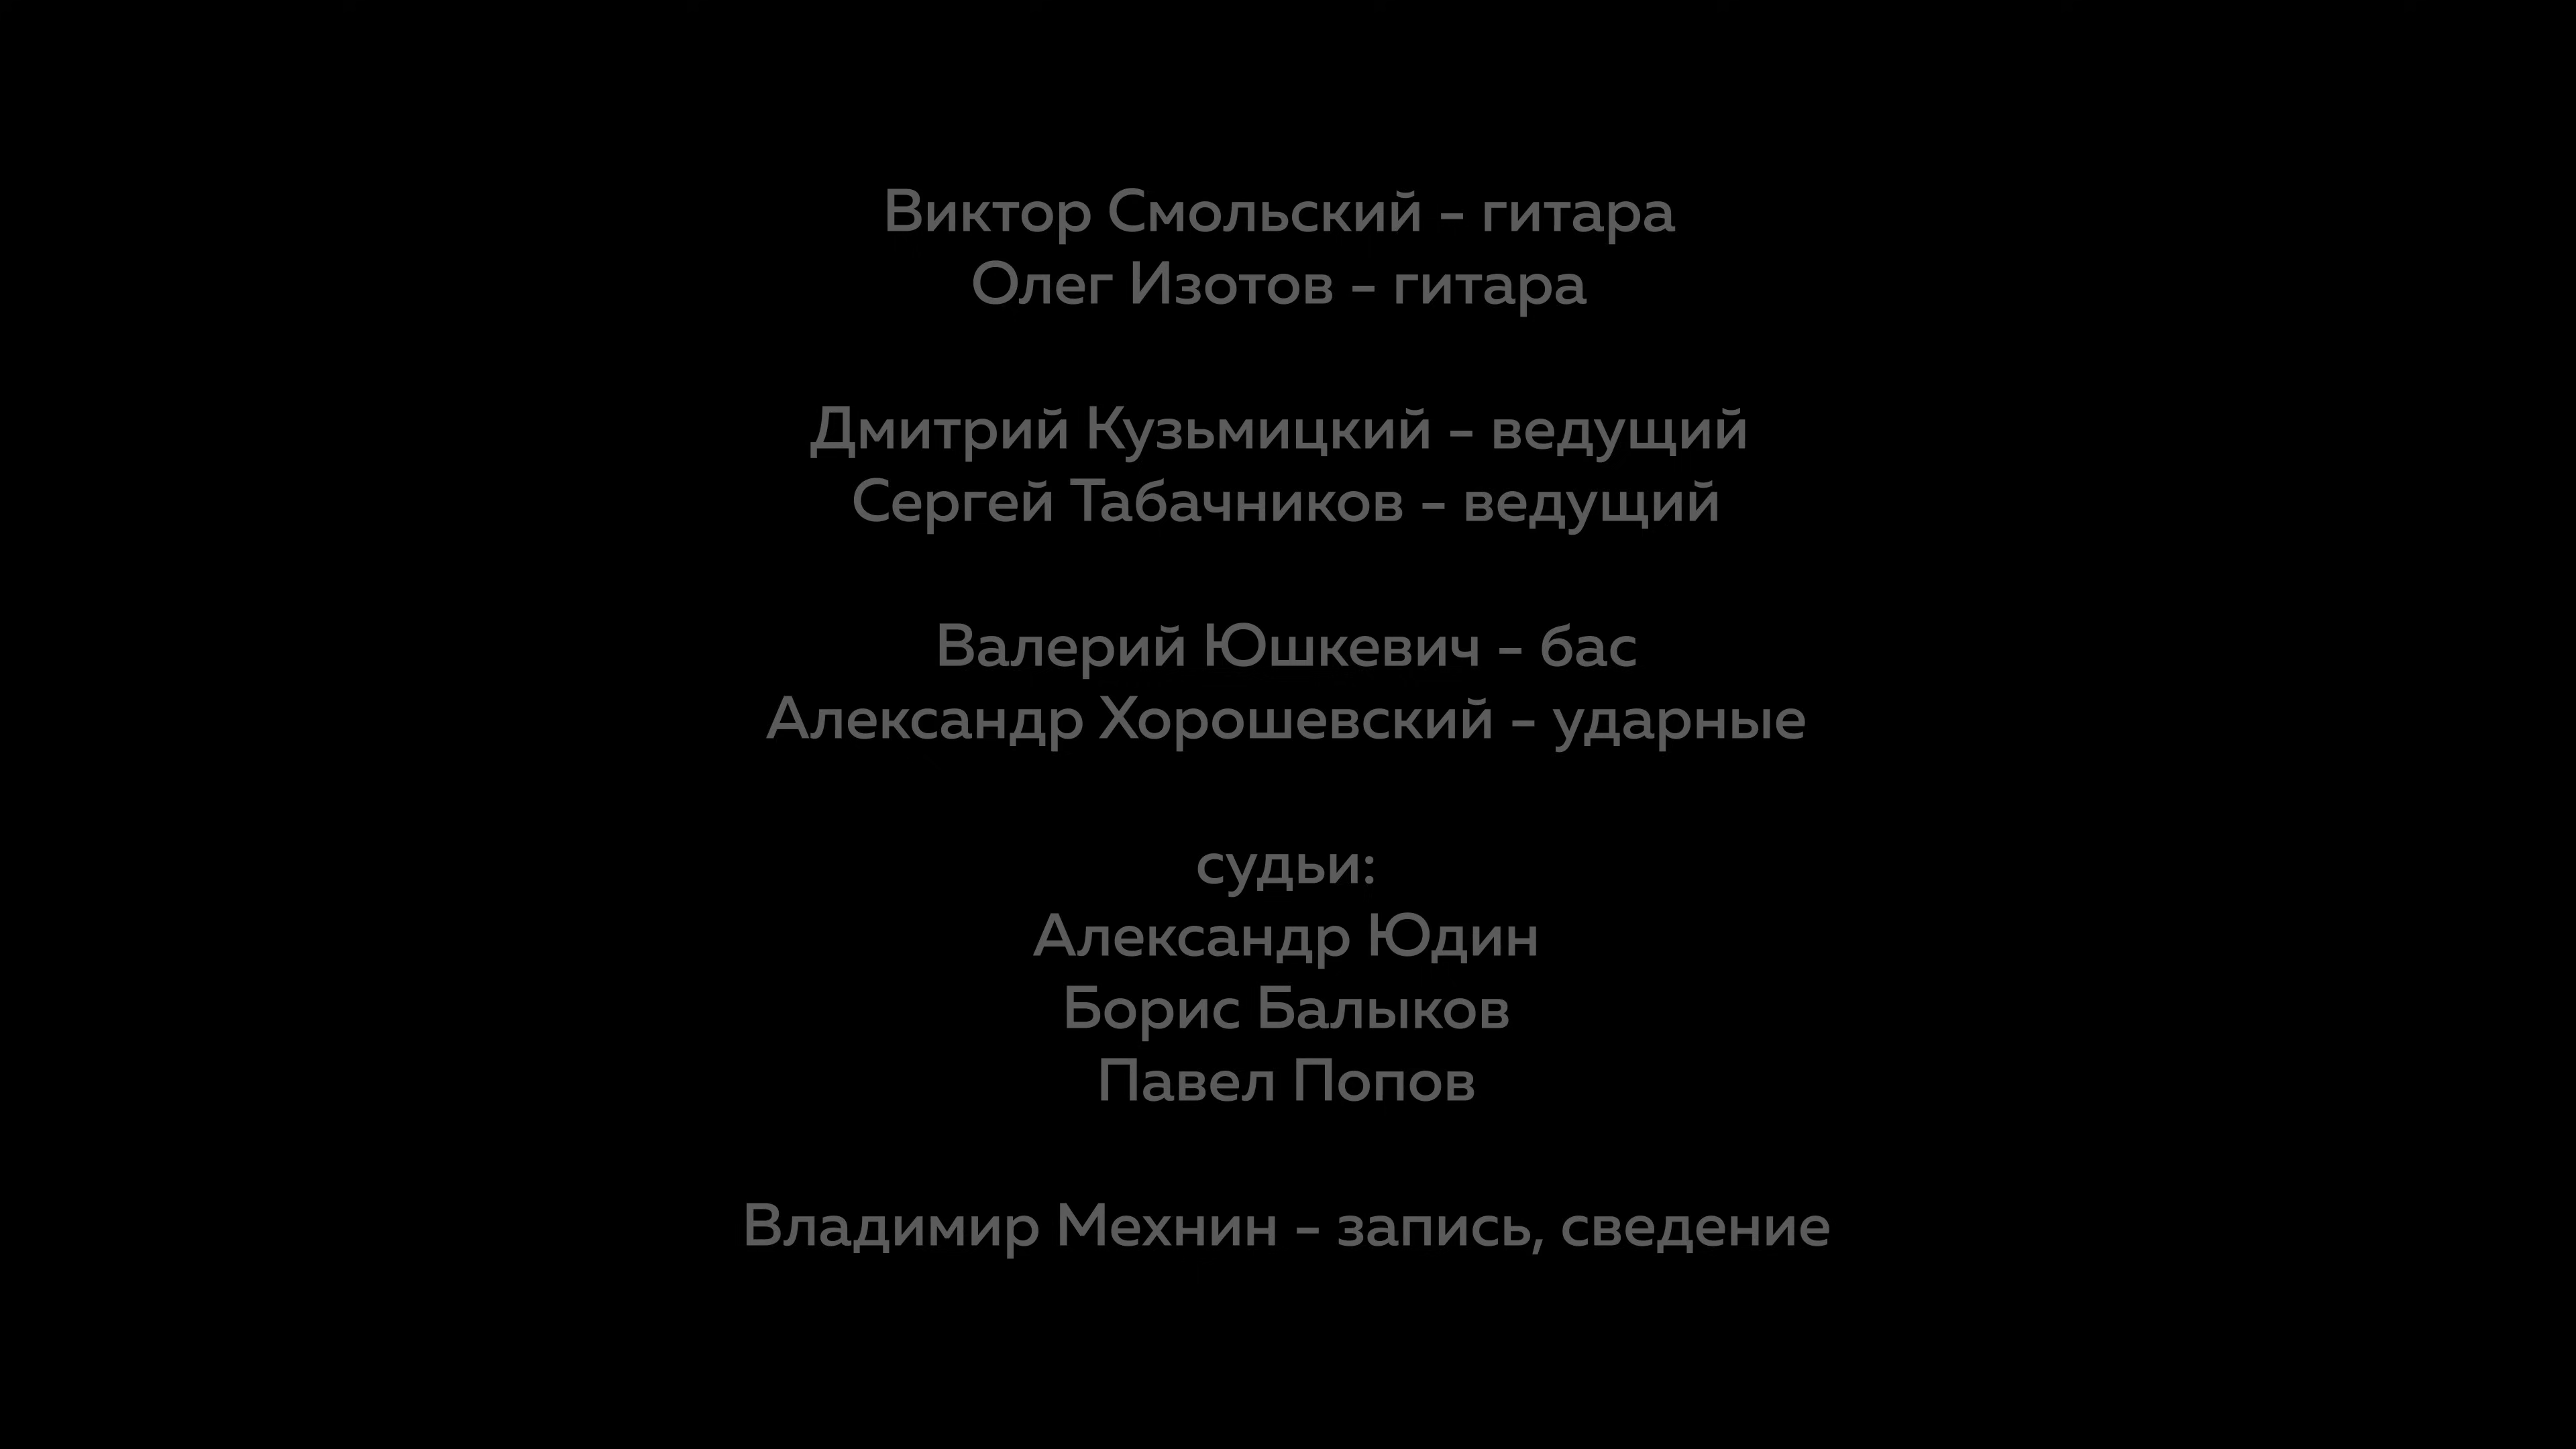 Виктор Смольский - гитара
Олег Изотов - гитара
Дмитрий Кузьмицкий - ведущий
Сергей Табачников - ведущий
Валерий Юшкевич - бас
Александр Хорошевский - ударные
судьи:
Александр Юдин
Борис Балыков
Павел Попов
Владимир Мехнин - запись, сведение